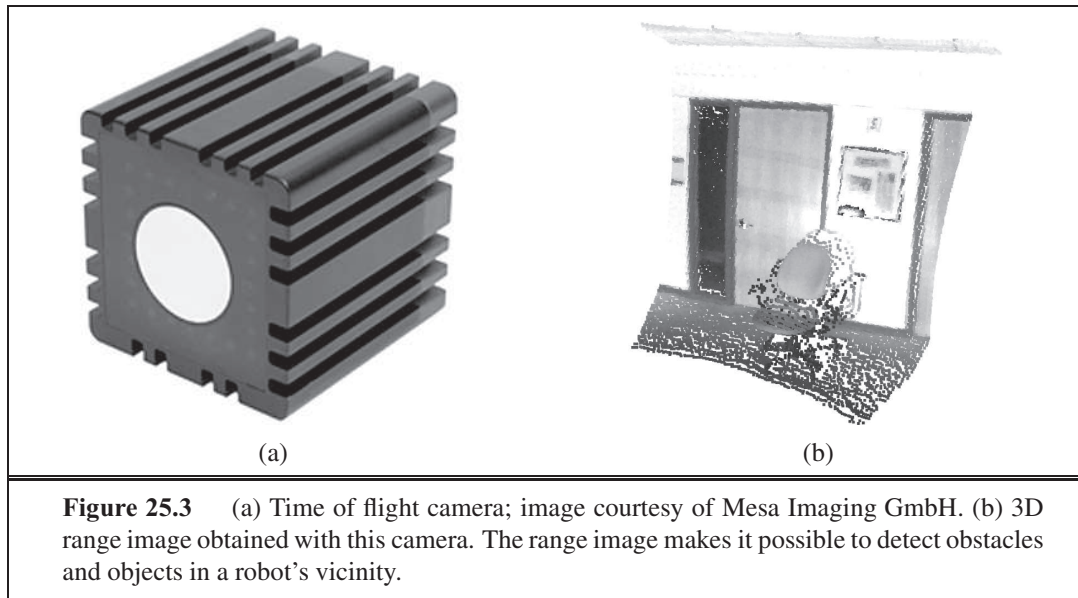 (a)
(b)
Figure 25.3 (a) Time of flight camera; image courtesy of Mesa Imaging GmbH. (b) 3D
range image obtained with this camera. The range image makes it possible to detect obstacles
and objects in a robot's vicinity.